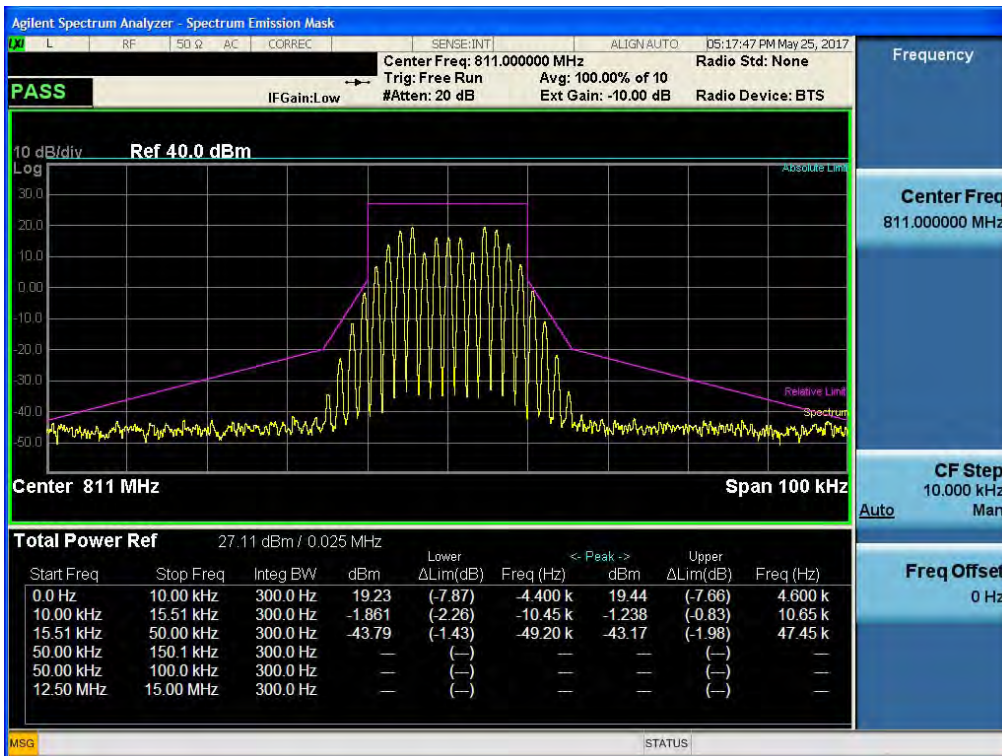 Agilent Spectrum Analyzer - Spectrum Emission Mask
LXI L RF 50 Ω AC CORREC SENSE:INT ALIGN AUTO 05:17:47 PM May 25, 2017
Center Freq: 811.000000 MHz Radio Std: None
Trig: Free Run Avg: 100.00% of 10
PASS IFGain:Low #Atten: 20 dB Ext Gain: -10.00 dB Radio Device: BTS
10 dB/div Ref 40.0 dBm
Log Absolute Limit
30.0
20.0
10.0
0.00
-10.0
-20.0
-30.0
Relative Limit
-40.0
Spectrum
-50.0
Center 811 MHz Span 100 kHz
Total Power Ref 27.11 dBm / 0.025 MHz
Lower <- Peak -> Upper
Start Freq Stop Freq Integ BW dBm ΔLim(dB) Freq (Hz) dBm ΔLim(dB) Freq (Hz)
0.0 Hz 10.00 kHz 300.0 Hz 19.23 (-7.87) -4.400 k 19.44 (-7.66) 4.600 k
10.00 kHz 15.51 kHz 300.0 Hz -1.861 (-2.26) -10.45 k -1.238 (-0.83) 10.65 k
15.51 kHz 50.00 kHz 300.0 Hz -43.79 (-1.43) -49.20 k -43.17 (-1.98) 47.45 k
50.00 kHz 150.1 kHz 300.0 Hz --- (---) --- --- (---) ---
50.00 kHz 100.0 kHz 300.0 Hz --- (---) --- --- (---) ---
12.50 MHz 15.00 MHz 300.0 Hz --- (---) --- --- (---) ---
MSG STATUS
Frequency
Center Freq
811.000000 MHz
CF Step
10.000 kHz
Auto Man
Freq Offset
0 Hz